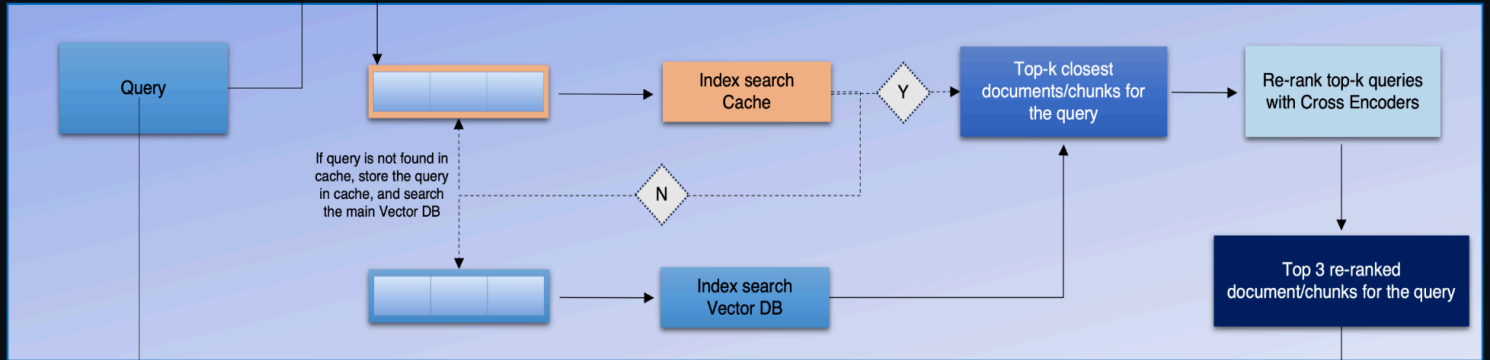 Query
Index search
Cache
Y
Top-k closest
documents/chunks for
the query
Re-rank top-k queries
with Cross Encoders
If query is not found in
cache, store the query
in cache, and search
the main Vector DB
N
Index search
Vector DB
Top 3 re-ranked
document/chunks for the query